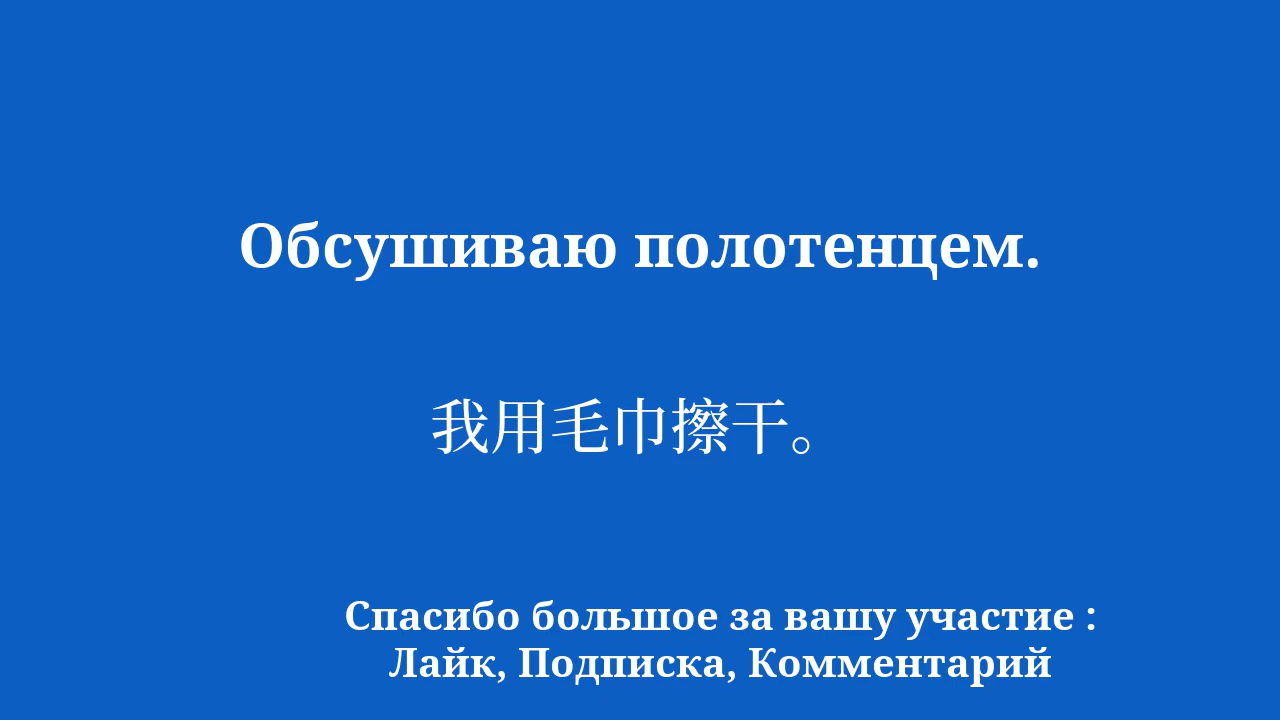 Обсушиваю полотенцем.
我用毛巾擦干。
Спасибо большое за вашу участие :
Лайк, Подписка, Комментарий